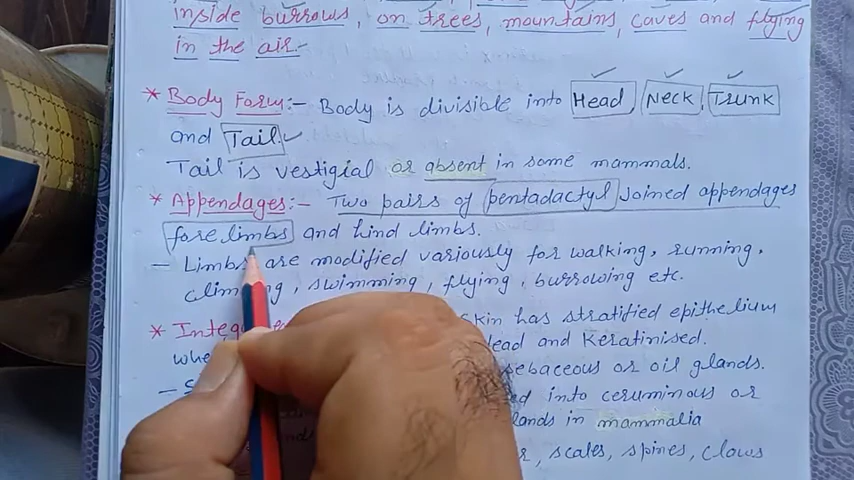 inside burrows, on trees, mountains, caves and flying
in the air.
* Body Form:- Body is divisible into Head, Neck, Trunk
and Tail.
Tail is vestigial or absent in some mammals.
* Appendages:- Two pairs of pentadactyl Joined appendages
fore limbs and hind limbs.
- Limbs are modified variously for walking, running,
climbing, swimming, flying, burrowing etc.
* Skin has stratified epithelium
dead and Keratinised.
sebaceous or oil glands.
into ceruminous or
glands in mammalia
, scales, spines, claws